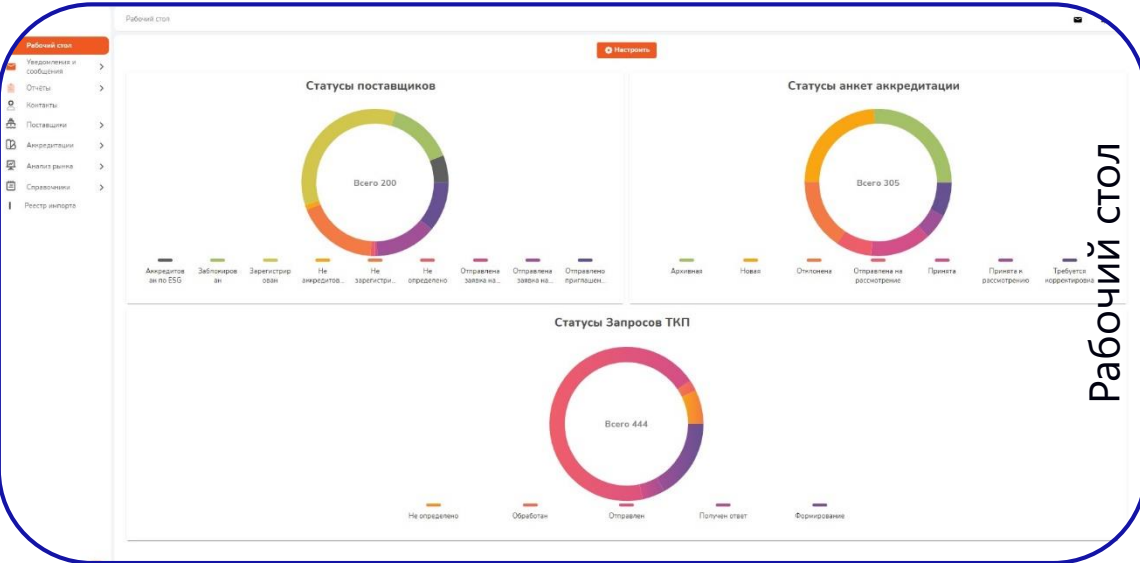 Рабочий стол
Рабочий стол
Уведомления и
сообщения
Отчёты
Контакты
Поставщики
Аккредитации
Анализ рынка
Справочники
Реестр импорта
Настроить
Статусы поставщиков
Всего 200
Аккредитов
ан по ESG
Заблокиров
ан
Зарегистрир
ован
Не
аккредитов...
Не
зарегистри...
Не
определено
Отправлена
заявка на...
Отправлена
заявка на...
Отправлено
приглашен...
Статусы анкет аккредитации
Всего 305
Архивная
Новая
Отклонена
Отправлена на
рассмотрение
Принята
Принята к
рассмотрению
Требуется
корректировка
Статусы Запросов ТКП
Всего 444
Не определено
Обработан
Отправлен
Получен ответ
Формирование
Рабочий стол